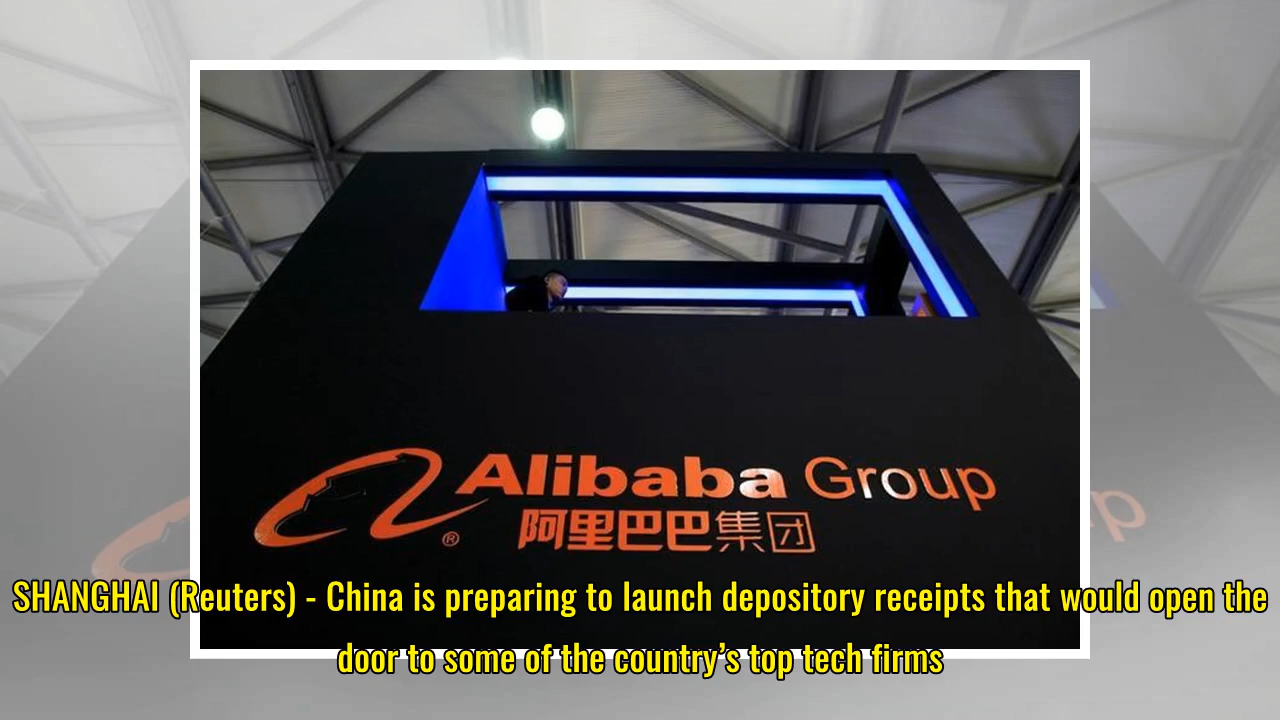 Alibaba Group
®
阿里巴巴集团
SHANGHAI (Reuters) - China is preparing to launch depository receipts that would open the
door to some of the country’s top tech firms